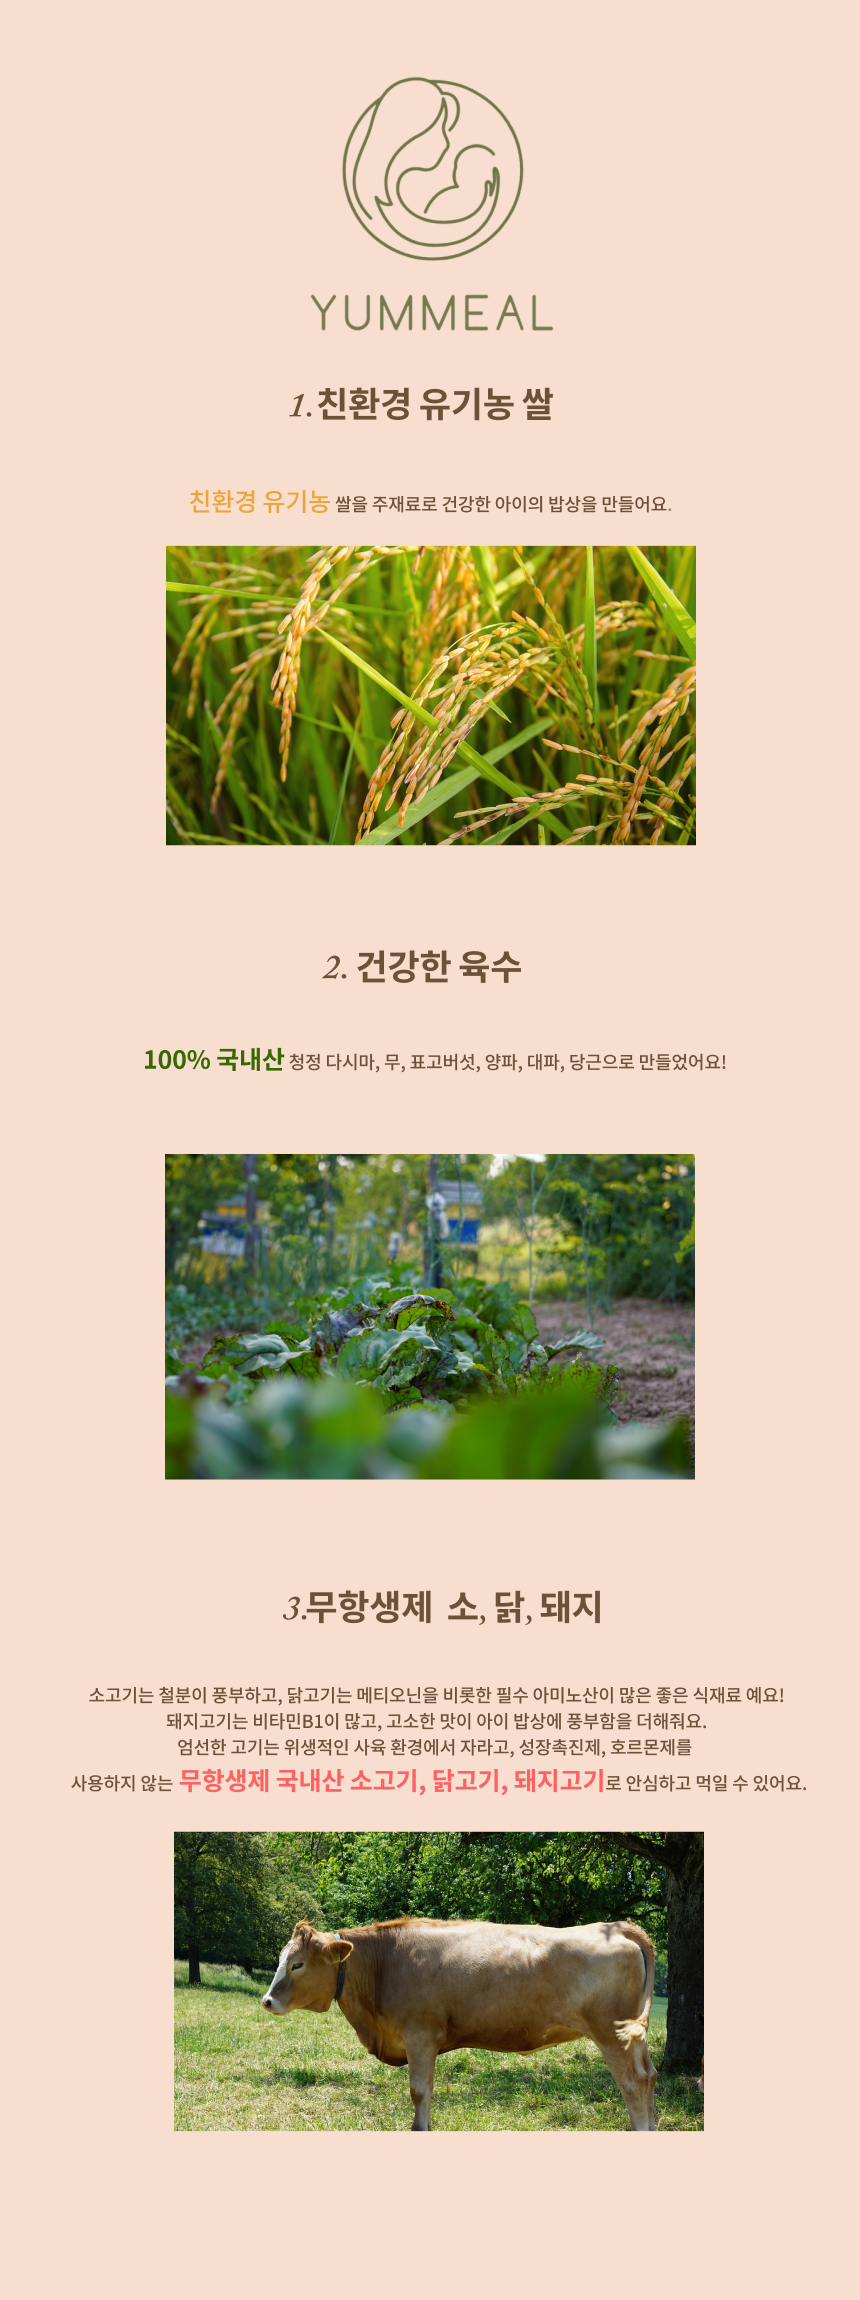 YUMMEAL
1. 친환경 유기농 쌀
친환경 유기농 쌀을 주재료로 건강한 아이의 밥상을 만들어요.
2. 건강한 육수
100% 국내산 청정 다시마, 무, 표고버섯, 양파, 대파, 당근으로 만들었어요!
3.무항생제 소, 닭, 돼지
소고기는 철분이 풍부하고, 닭고기는 메티오닌을 비롯한 필수 아미노산이 많은 좋은 식재료 예요!
돼지고기는 비타민B1이 많고, 고소한 맛이 아이 밥상에 풍부함을 더해줘요.
엄선한 고기는 위생적인 사육 환경에서 자라고, 성장촉진제, 호르몬제를
사용하지 않는 무항생제 국내산 소고기, 닭고기, 돼지고기로 안심하고 먹일 수 있어요.